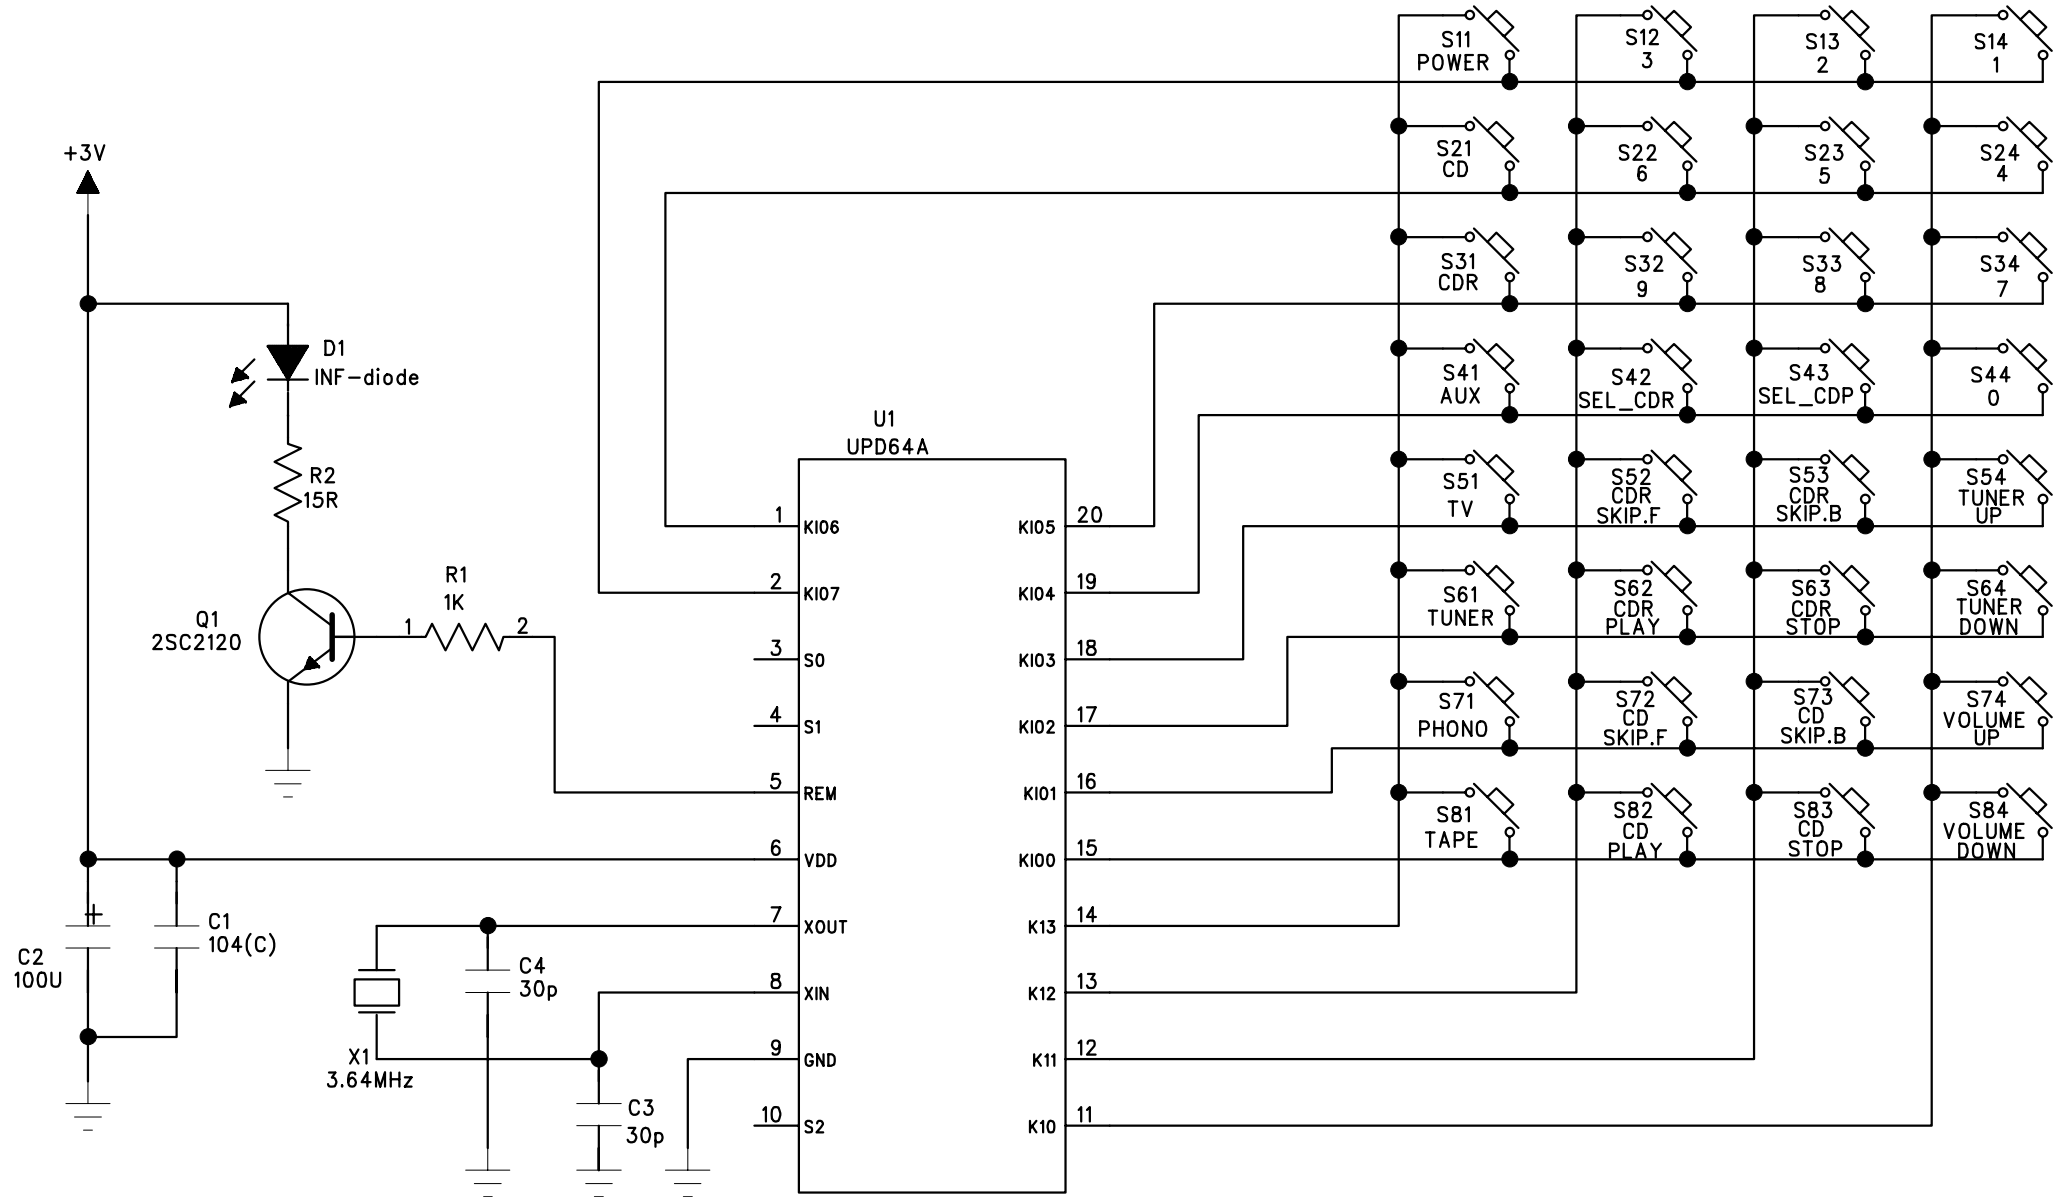 S11
POWER
S12
3
S13
2
S14
1
S21
CD
S22
6
S23
5
S24
4
S31
CDR
S32
9
S33
8
S34
7
S41
AUX
S42
SEL_CDR
S43
SEL_CDP
S44
0
S51
TV
S52
CDR
SKIP.F
S53
CDR
SKIP.B
S54
TUNER
UP
S61
TUNER
S62
CDR
PLAY
S63
CDR
STOP
S64
TUNER
DOWN
S71
PHONO
S72
CD
SKIP.F
S73
CD
SKIP.B
S74
VOLUME
UP
S81
TAPE
S82
CD
PLAY
S83
CD
STOP
S84
VOLUME
DOWN
+3V
D1
INF-diode
R2
15R
Q1
2SC2120
R1
1K
1
2
U1
UPD64A
1 KI06
2 KI07
3 S0
4 S1
5 REM
6 VDD
7 XOUT
8 XIN
9 GND
10 S2
KI05 20
KI04 19
KI03 18
KI02 17
KI01 16
KI00 15
K13 14
K12 13
K11 12
K10 11
+
C2
100U
C1
104(C)
C4
30p
X1
3.64MHz
C3
30p